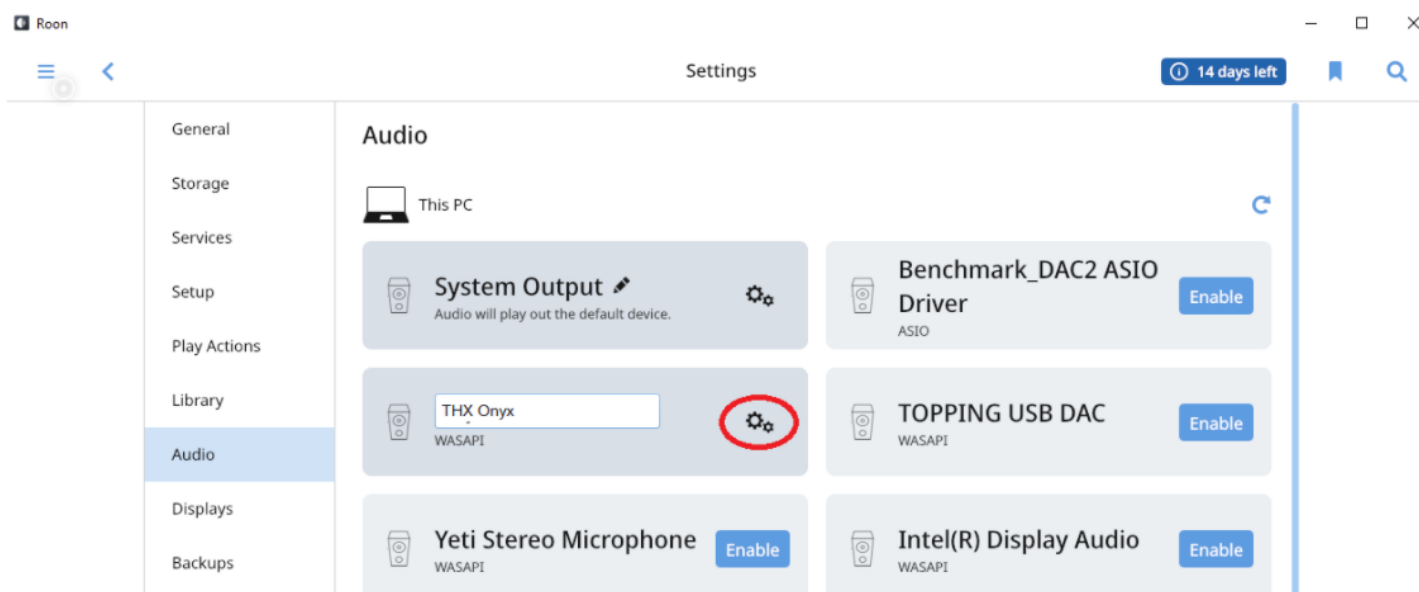 Roon
Settings
14 days left
General
Storage
Services
Setup
Play Actions
Library
Audio
Displays
Backups
Audio
This PC
System Output
Audio will play out the default device.
Benchmark_DAC2 ASIO
Driver
ASIO
Enable
THX Onyx
WASAPI
TOPPING USB DAC
WASAPI
Enable
Yeti Stereo Microphone
WASAPI
Enable
Intel(R) Display Audio
WASAPI
Enable